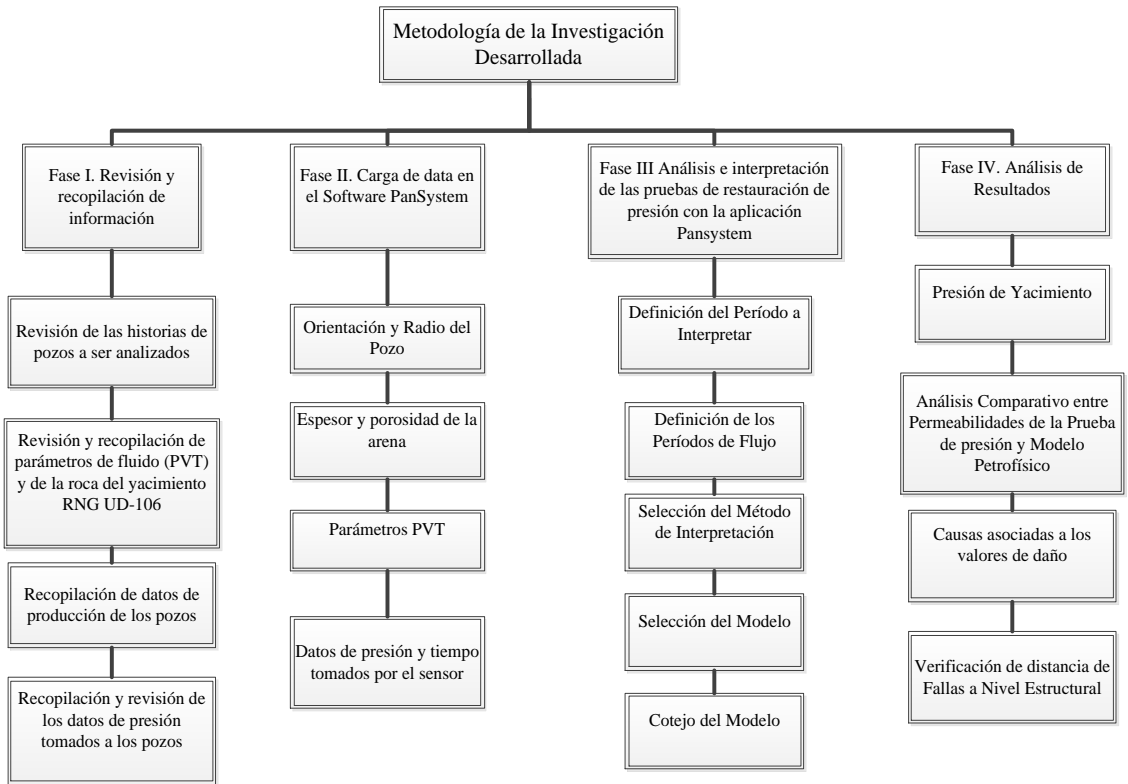 Metodología de la Investigación
Desarrollada
Fase I. Revisión y
recopilación de
información
Revisión de las historias de
pozos a ser analizados
Revisión y recopilación de
parámetros de fluido (PVT)
y de la roca del yacimiento
RNG UD-106
Recopilación de datos de
producción de los pozos
Recopilación y revisión de
los datos de presión
tomados a los pozos
Fase II. Carga de data en
el Software PanSystem
Orientación y Radio del
Pozo
Espesor y porosidad de la
arena
Parámetros PVT
Datos de presión y tiempo
tomados por el sensor
Fase III Análisis e interpretación
de las pruebas de restauración de
presión con la aplicación
Pansystem
Definición del Período a
Interpretar
Definición de los
Períodos de Flujo
Selección del Método
de Interpretación
Selección del Modelo
Cotejo del Modelo
Fase IV. Análisis de
Resultados
Presión de Yacimiento
Análisis Comparativo entre
Permeabilidades de la Prueba
de presión y Modelo
Petrofísico
Causas asociadas a los
valores de daño
Verificación de distancia de
Fallas a Nivel Estructural